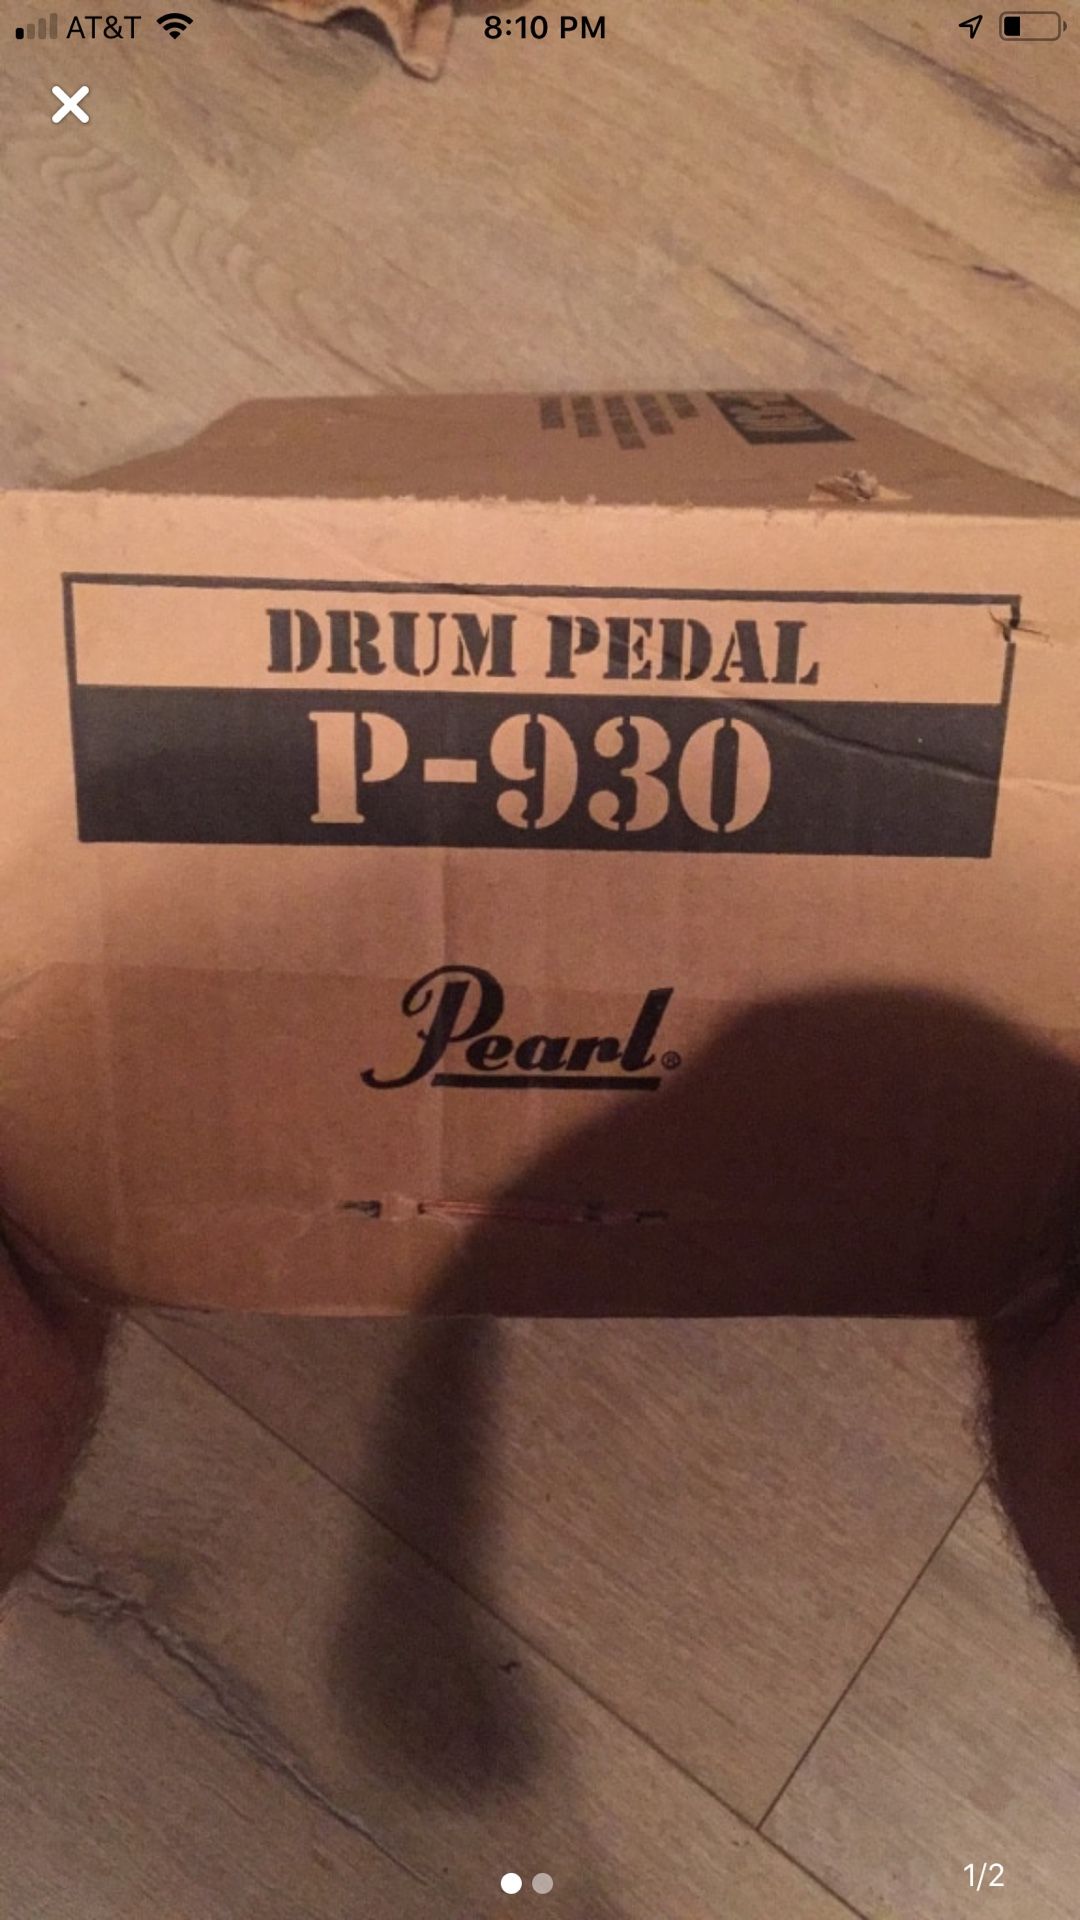 AT&T 8:10 PM
DRUM PEDAL
P-930
Pearl®
1/2